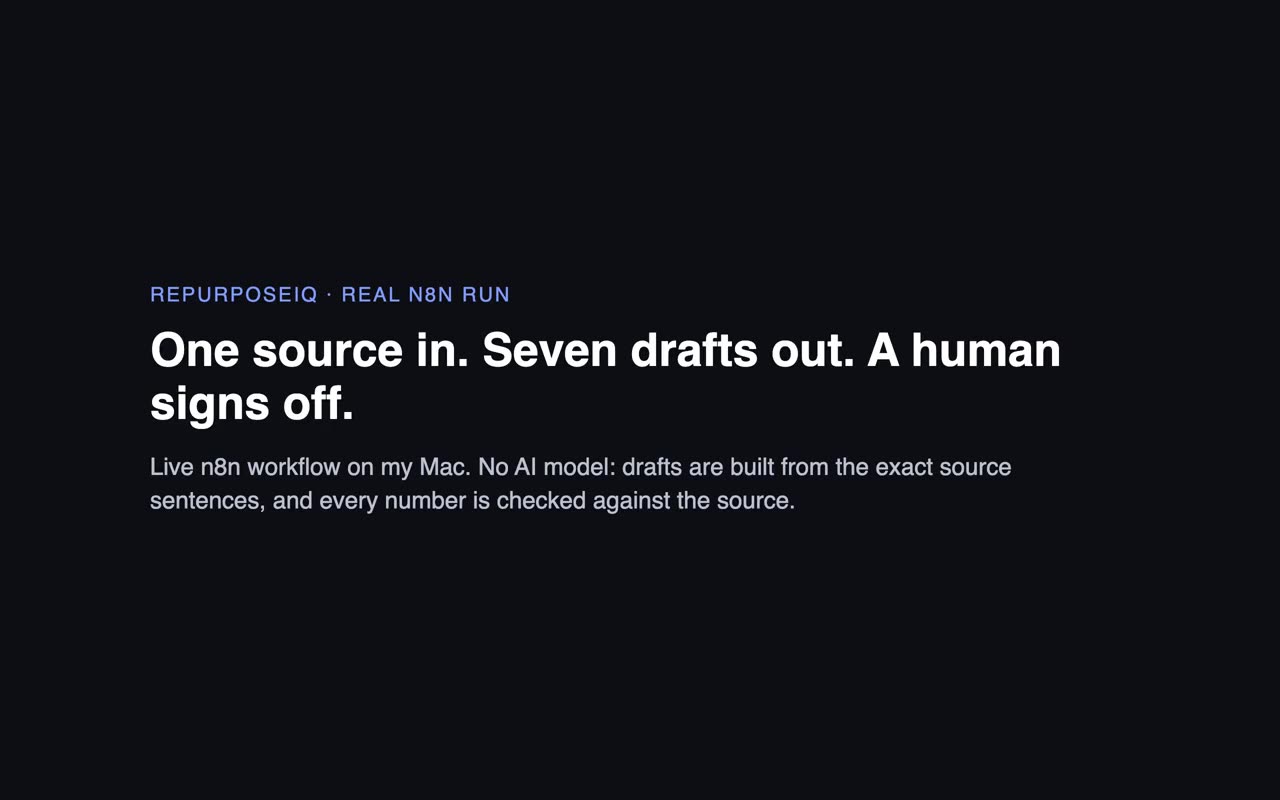 REPURPOSEIQ · REAL N8N RUN
One source in. Seven drafts out. A human
signs off.
Live n8n workflow on my Mac. No AI model: drafts are built from the exact source
sentences, and every number is checked against the source.